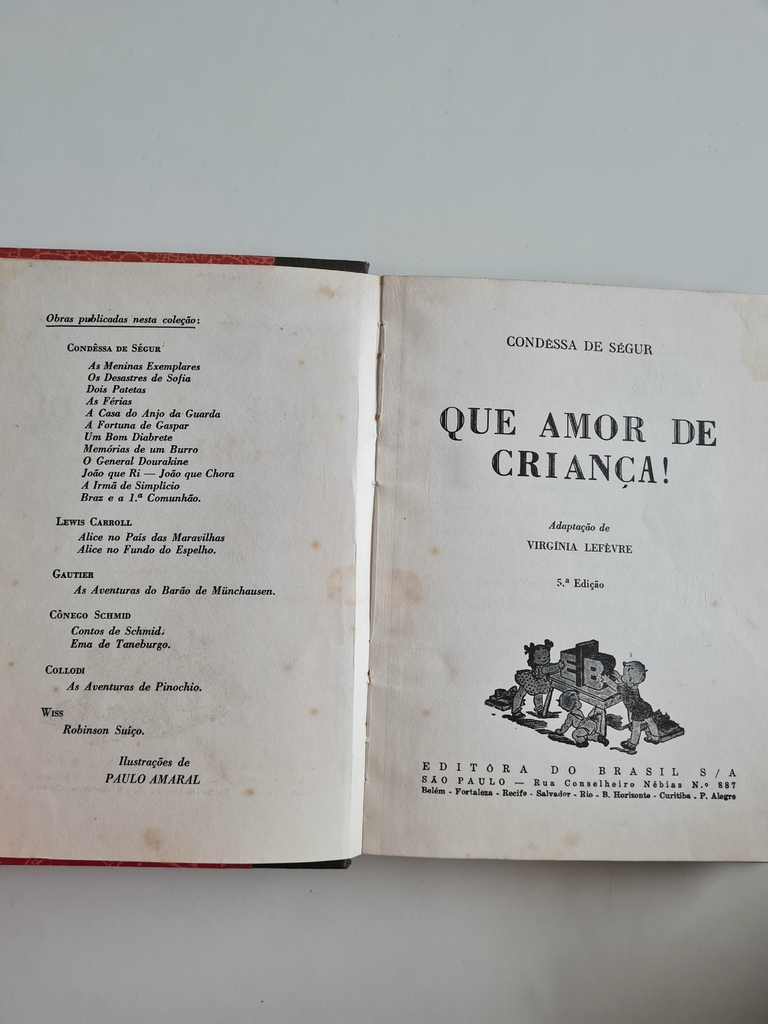 Obras publicadas nesta coleção:
CONDÊSSA DE SÉGUR
As Meninas Exemplares
Os Desastres de Sofia
Dois Patetas
As Férias
A Casa do Anjo da Guarda
A Fortuna de Gaspar
Um Bom Diabrete
Memórias de um Burro
O General Dourakine
João que Ri — João que Chora
A Irmã de Simplício
Braz e a 1.ª Comunhão.
LEWIS CARROLL
Alice no País das Maravilhas
Alice no Fundo do Espelho.
GAUTIER
As Aventuras do Barão de Münchausen.
CÔNEGO SCHMID
Contos de Schmid.
Ema de Taneburgo.
COLLODI
As Aventuras de Pinochio.
WISS
Robinson Suíço.
Ilustrações de
PAULO AMARAL
CONDÊSSA DE SÉGUR
QUE AMOR DE
CRIANÇA!
Adaptação de
VIRGÍNIA LEFÈVRE
5.ª Edição
EB
EDITÔRA DO BRASIL S/A
SÃO PAULO — Rua Conselheiro Nébias N.º 887
Belém - Fortaleza - Recife - Salvador - Rio - B. Horizonte - Curitiba - P. Alegre